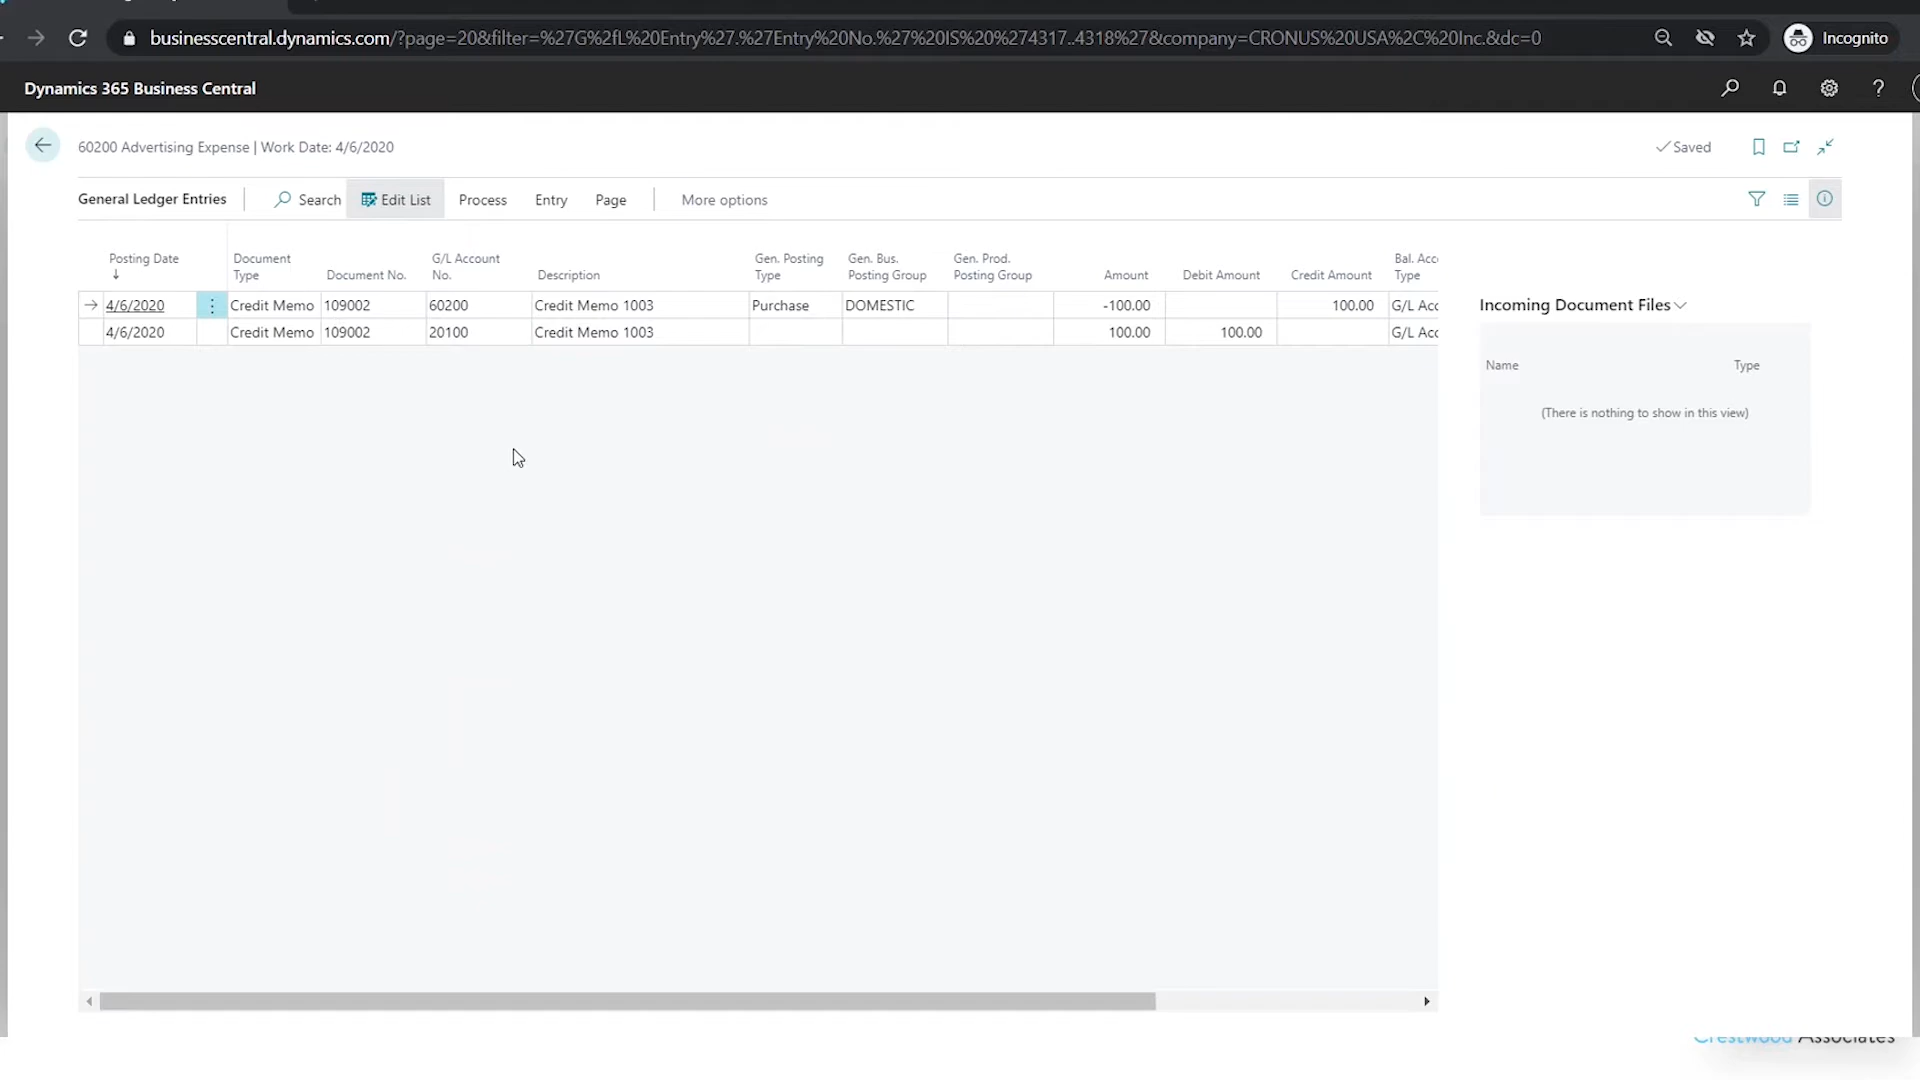 businesscentral.dynamics.com/?page=20&filter=%27G%2fL%20Entry%27.%27Entry%20No.%27%20IS%20%274317..4318%27&company=CRONUS%20USA%2C%20Inc.&dc=0
Incognito
Dynamics 365 Business Central
?
60200 Advertising Expense | Work Date: 4/6/2020
Saved
General Ledger Entries
Search
Edit List
Process
Entry
Page
More options
Posting Date ↓
Document Type
Document No.
G/L Account No.
Description
Gen. Posting Type
Gen. Bus. Posting Group
Gen. Prod. Posting Group
Amount
Debit Amount
Credit Amount
Bal. Acc Type
4/6/2020 Credit Memo 109002 60200 Credit Memo 1003 Purchase DOMESTIC -100.00 100.00 G/L Acc
4/6/2020 Credit Memo 109002 20100 Credit Memo 1003 100.00 100.00 G/L Acc
Incoming Document Files
Name Type
(There is nothing to show in this view)
Crestwood Associates